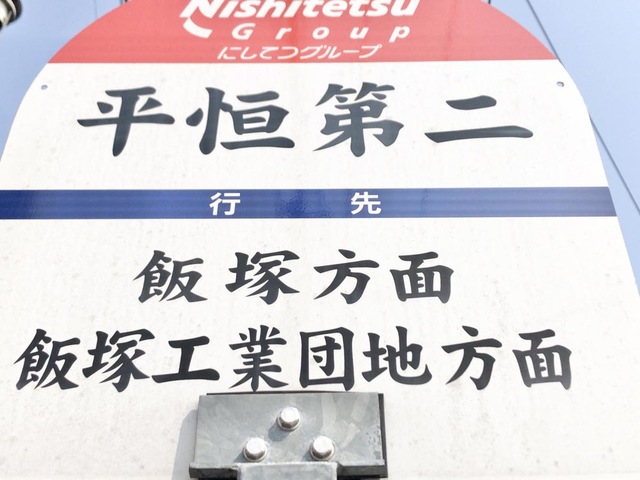 Nishitetsu
Group
にしてつグループ
平恒第二
行先
飯塚方面
飯塚工業団地方面